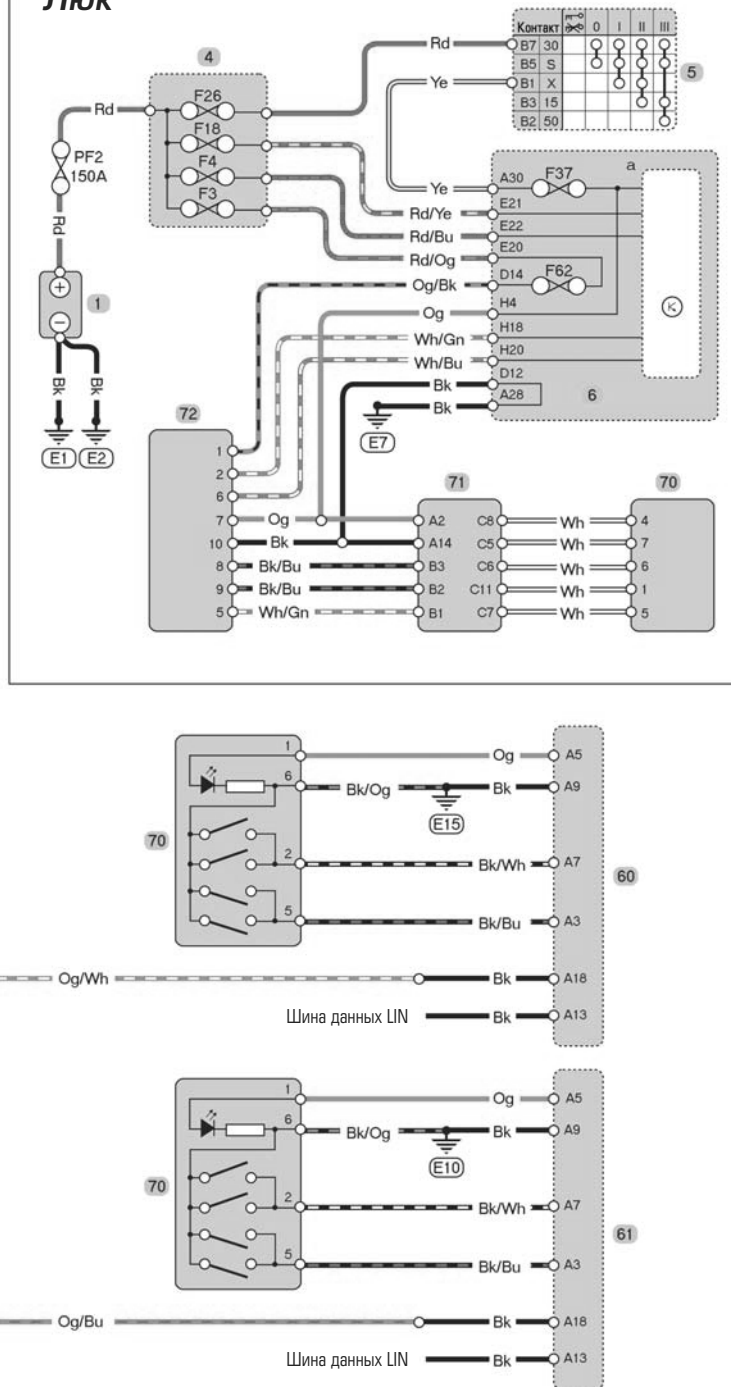 Люк
Контакт 0 I II III
B7 30
B5 S
B1 X
B3 15
B2 50
5
Rd
Ye
4
F26
F18
F4
F3
Rd
PF2
150A
Rd
1
Bk Bk
E1 E2
Ye A30 F37 a
Rd/Ye E21
Rd/Bu E22
Rd/Og E20
Og/Bk D14 F62
Og H4
Wh/Gn H18
Wh/Bu H20
Bk D12
Bk A28
6
K
E7
72
71
70
1
2
6
7 Og A2 C8 Wh 4
10 Bk A14 C5 Wh 7
8 Bk/Bu B3 C6 Wh 6
9 Bk/Bu B2 C11 Wh 1
5 Wh/Gn B1 C7 Wh 5
1 Og A5
6 Bk/Og Bk A9
E15
70
2 Bk/Wh A7
60
5 Bk/Bu A3
Og/Wh Bk A18
Шина данных LIN Bk A13
1 Og A5
6 Bk/Og Bk A9
E10
70
2 Bk/Wh A7
61
5 Bk/Bu A3
Og/Bu Bk A18
Шина данных LIN Bk A13